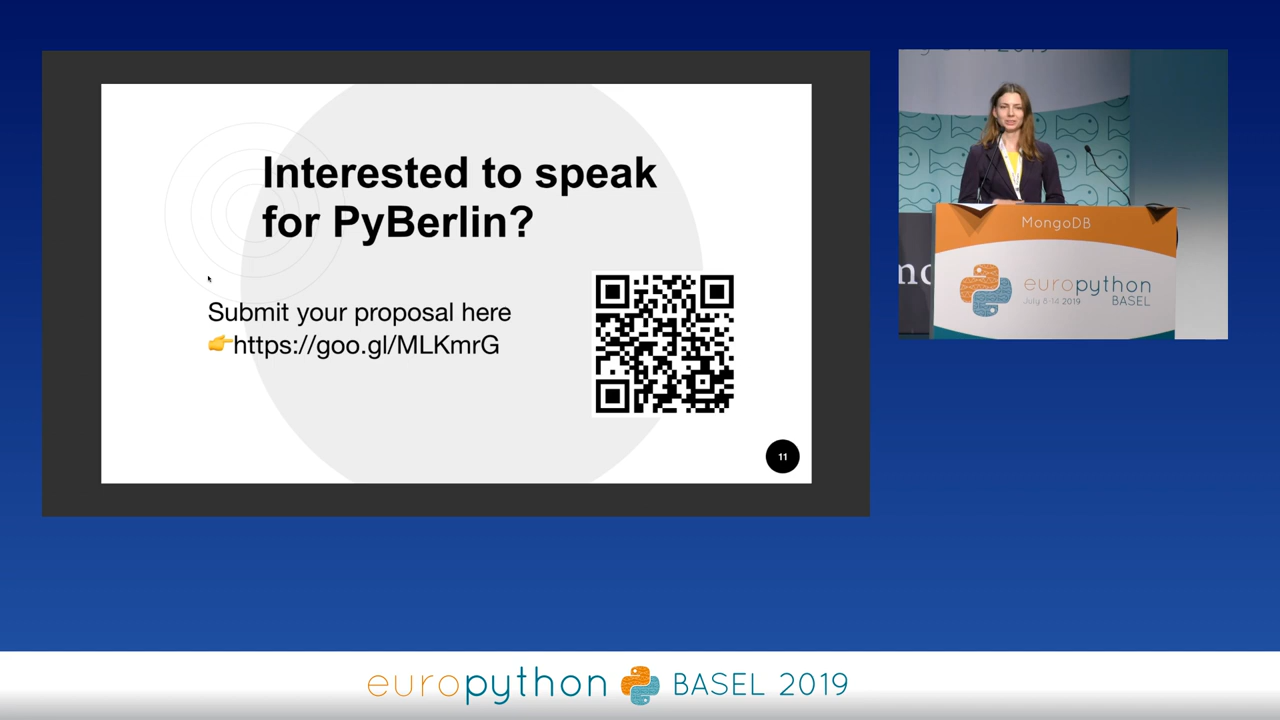 Interested to speak
for PyBerlin?
Submit your proposal here
👉https://goo.gl/MLKmrG
11
MongoDB
europython
July 8-14 2019
BASEL
europython BASEL 2019